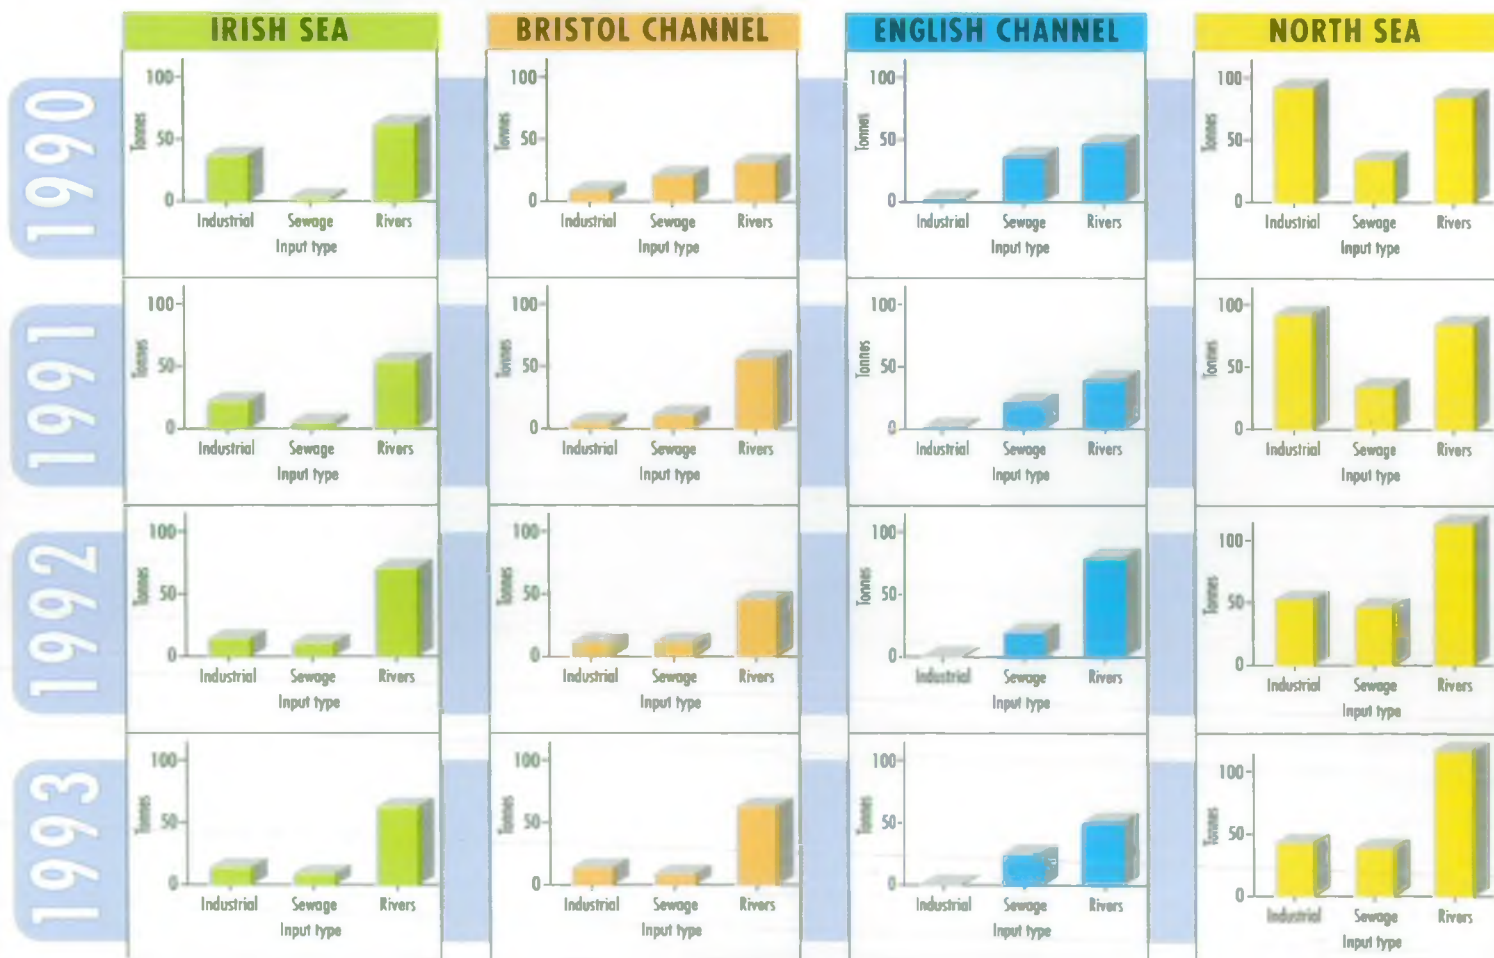 IRISH SEA
BRISTOL CHANNEL
ENGLISH CHANNEL
NORTH SEA
1990
Tonnes
100
50
0
Industrial Sewage Rivers
Input type
Tonnes
100
50
0
Industrial Sewage Rivers
Input type
Tonnes
100
50
0
Industrial Sewage Rivers
Input type
Tonnes
100
50
0
Industrial Sewage Rivers
Input type
1991
Tonnes
100
50
0
Industrial Sewage Rivers
Input type
Tonnes
100
50
0
Industrial Sewage Rivers
Input type
Tonnes
100
50
0
Industrial Sewage Rivers
Input type
Tonnes
100
50
0
Industrial Sewage Rivers
Input type
1992
Tonnes
100
50
0
Industrial Sewage Rivers
Input type
Tonnes
100
50
0
Industrial Sewage Rivers
Input type
Tonnes
100
50
0
Industrial Sewage Rivers
Input type
Tonnes
100
50
0
Industrial Sewage Rivers
Input type
1993
Tonnes
100
50
0
Industrial Sewage Rivers
Input type
Tonnes
100
50
0
Industrial Sewage Rivers
Input type
Tonnes
100
50
0
Industrial Sewage Rivers
Input type
Tonnes
100
50
0
Industrial Sewage Rivers
Input type